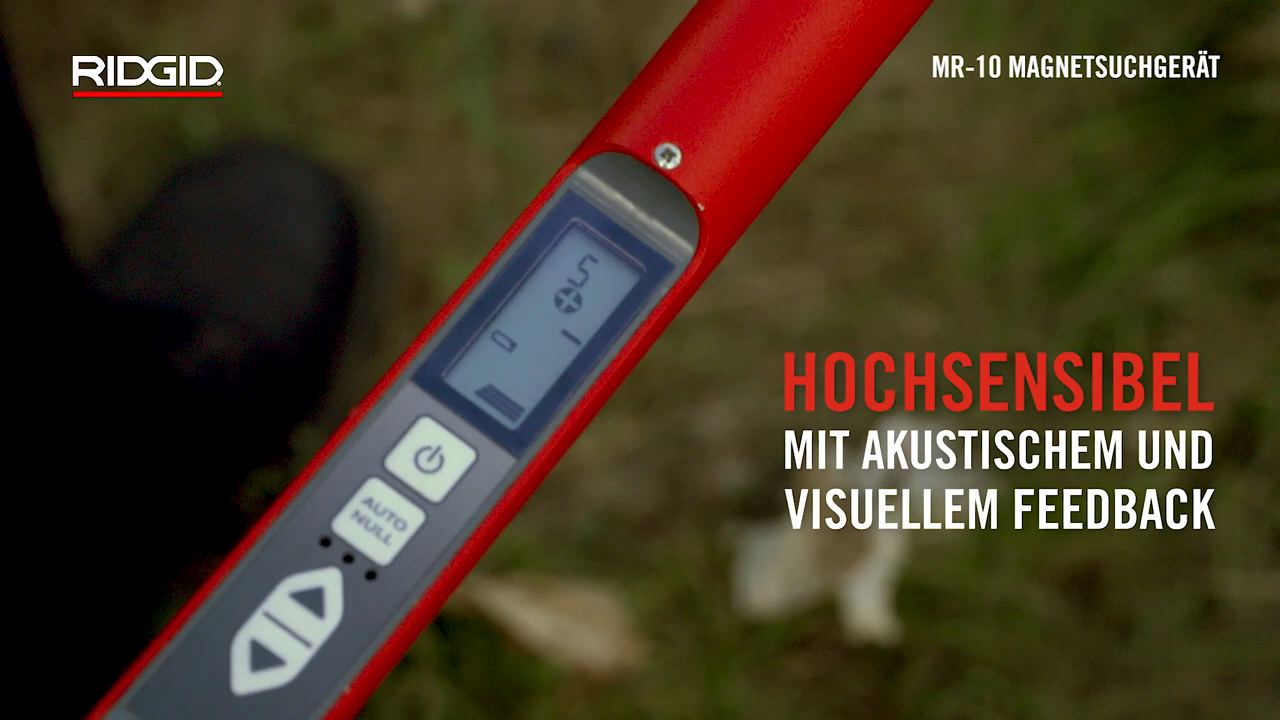 RIDGID
MR-10 MAGNETSUCHGERÄT
HOCHSENSIBEL
MIT AKUSTISCHEM UND
VISUELLEM FEEDBACK
AUTO
NULL